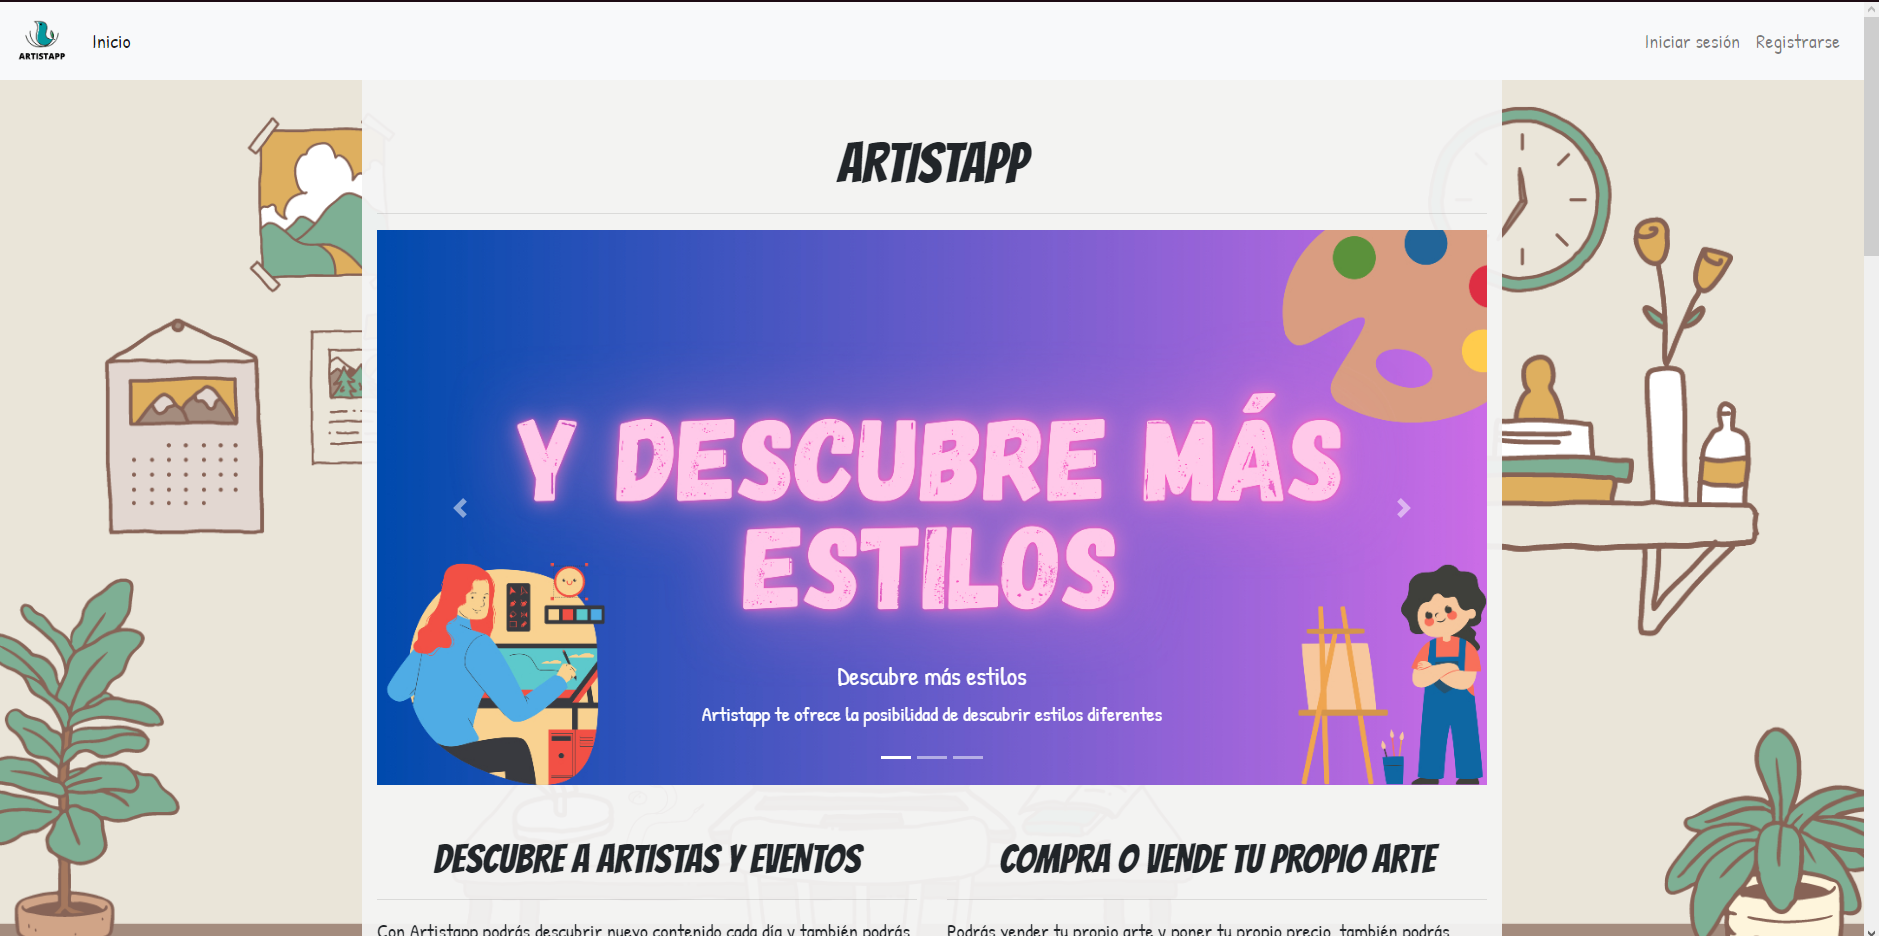 ARTISTAPP
Inicio
Iniciar sesión
Registrarse
ARTISTAPP
Y DESCUBRE MÁS
ESTILOS
Descubre más estilos
Artistapp te ofrece la posibilidad de descubrir estilos diferentes
DESCUBRE A ARTISTAS Y EVENTOS
COMPRA O VENDE TU PROPIO ARTE
Con Artistapp podrás descubrir nuevo contenido cada día y también podrás
Podrás vender tu propio arte y poner tu propio precio, también podrás